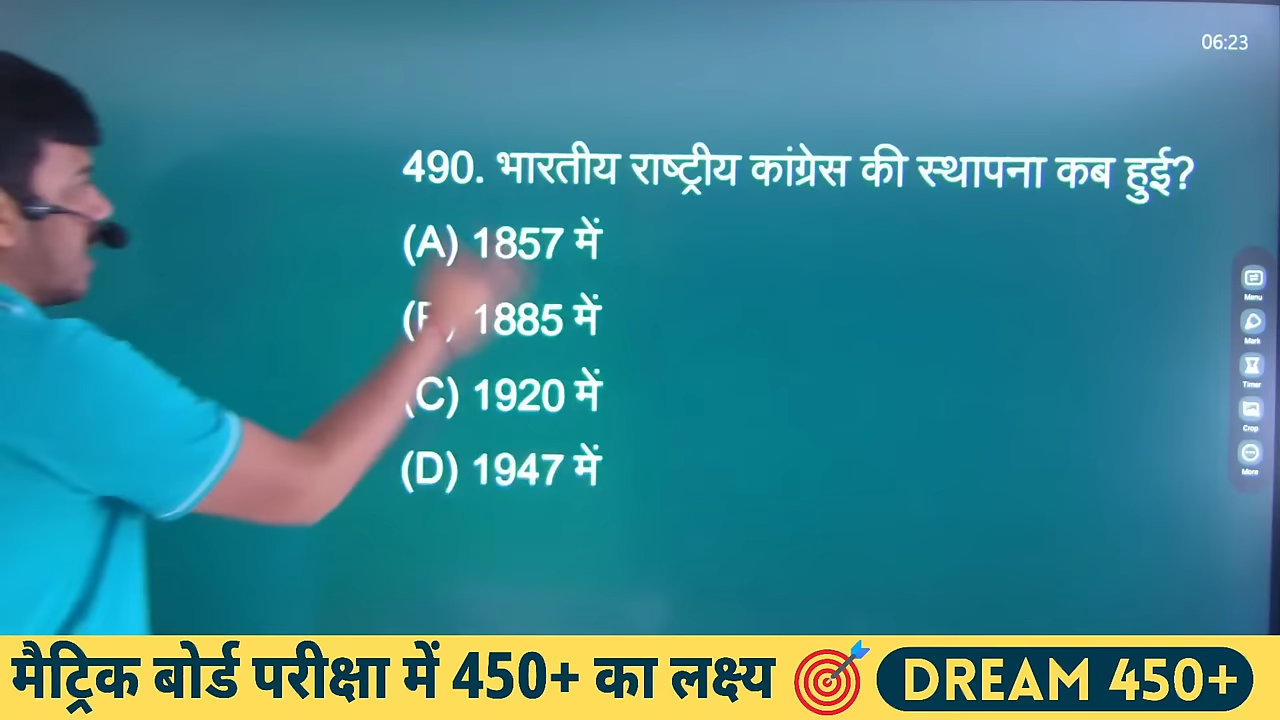 06:23
490. भारतीय राष्ट्रीय कांग्रेस की स्थापना कब हुई?
(A) 1857 में
(B) 1885 में
(C) 1920 में
(D) 1947 में
Menu
Mark
Timer
Crop
More
मैट्रिक बोर्ड परीक्षा में 450+ का लक्ष्य DREAM 450+